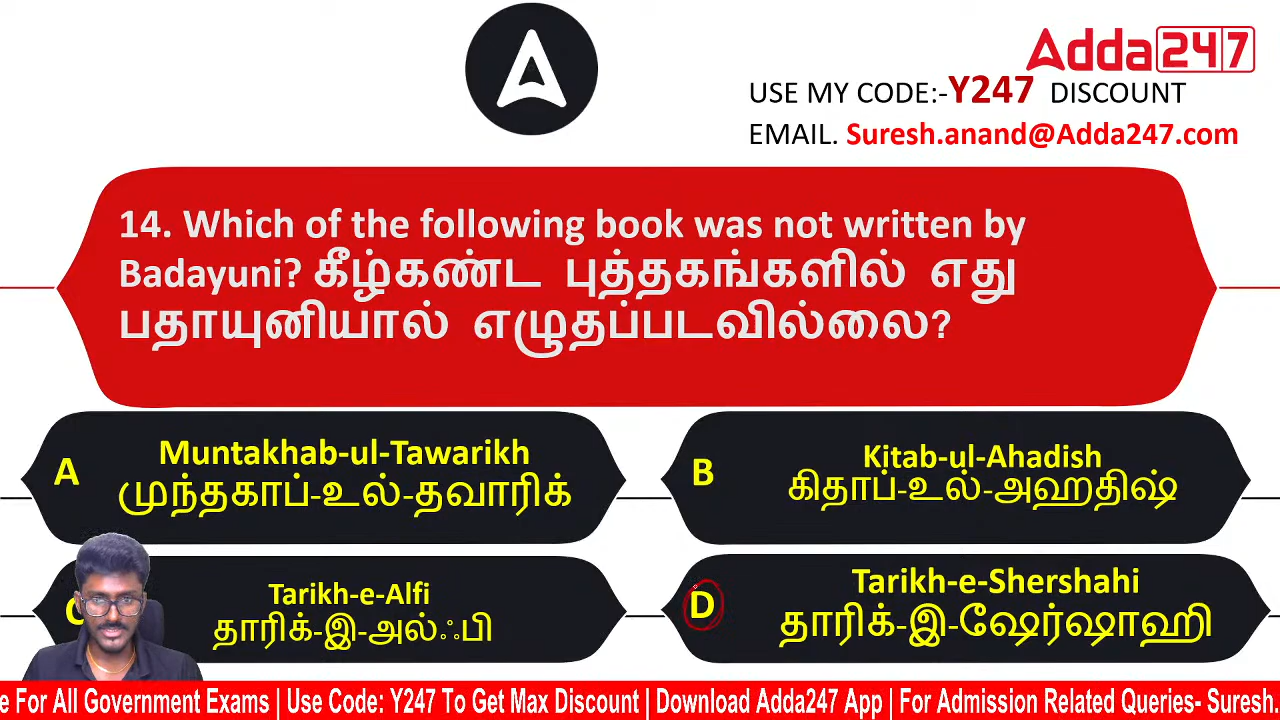 Adda247
USE MY CODE:-Y247 DISCOUNT
EMAIL. Suresh.anand@Adda247.com
14. Which of the following book was not written by
Badayuni? கீழ்கண்ட புத்தகங்களில் எது
பதாயுனியால் எழுதப்படவில்லை?
A
Muntakhab-ul-Tawarikh
முந்தகாப்-உல்-தவாரிக்
B
Kitab-ul-Ahadish
கிதாப்-உல்-அஹதிஷ்
Tarikh-e-Alfi
தாரிக்-இ-அல்ஃபி
D
Tarikh-e-Shershahi
தாரிக்-இ-ஷேர்ஷாஹி
e For All Government Exams | Use Code: Y247 To Get Max Discount | Download Adda247 App | For Admission Related Queries- Suresh.